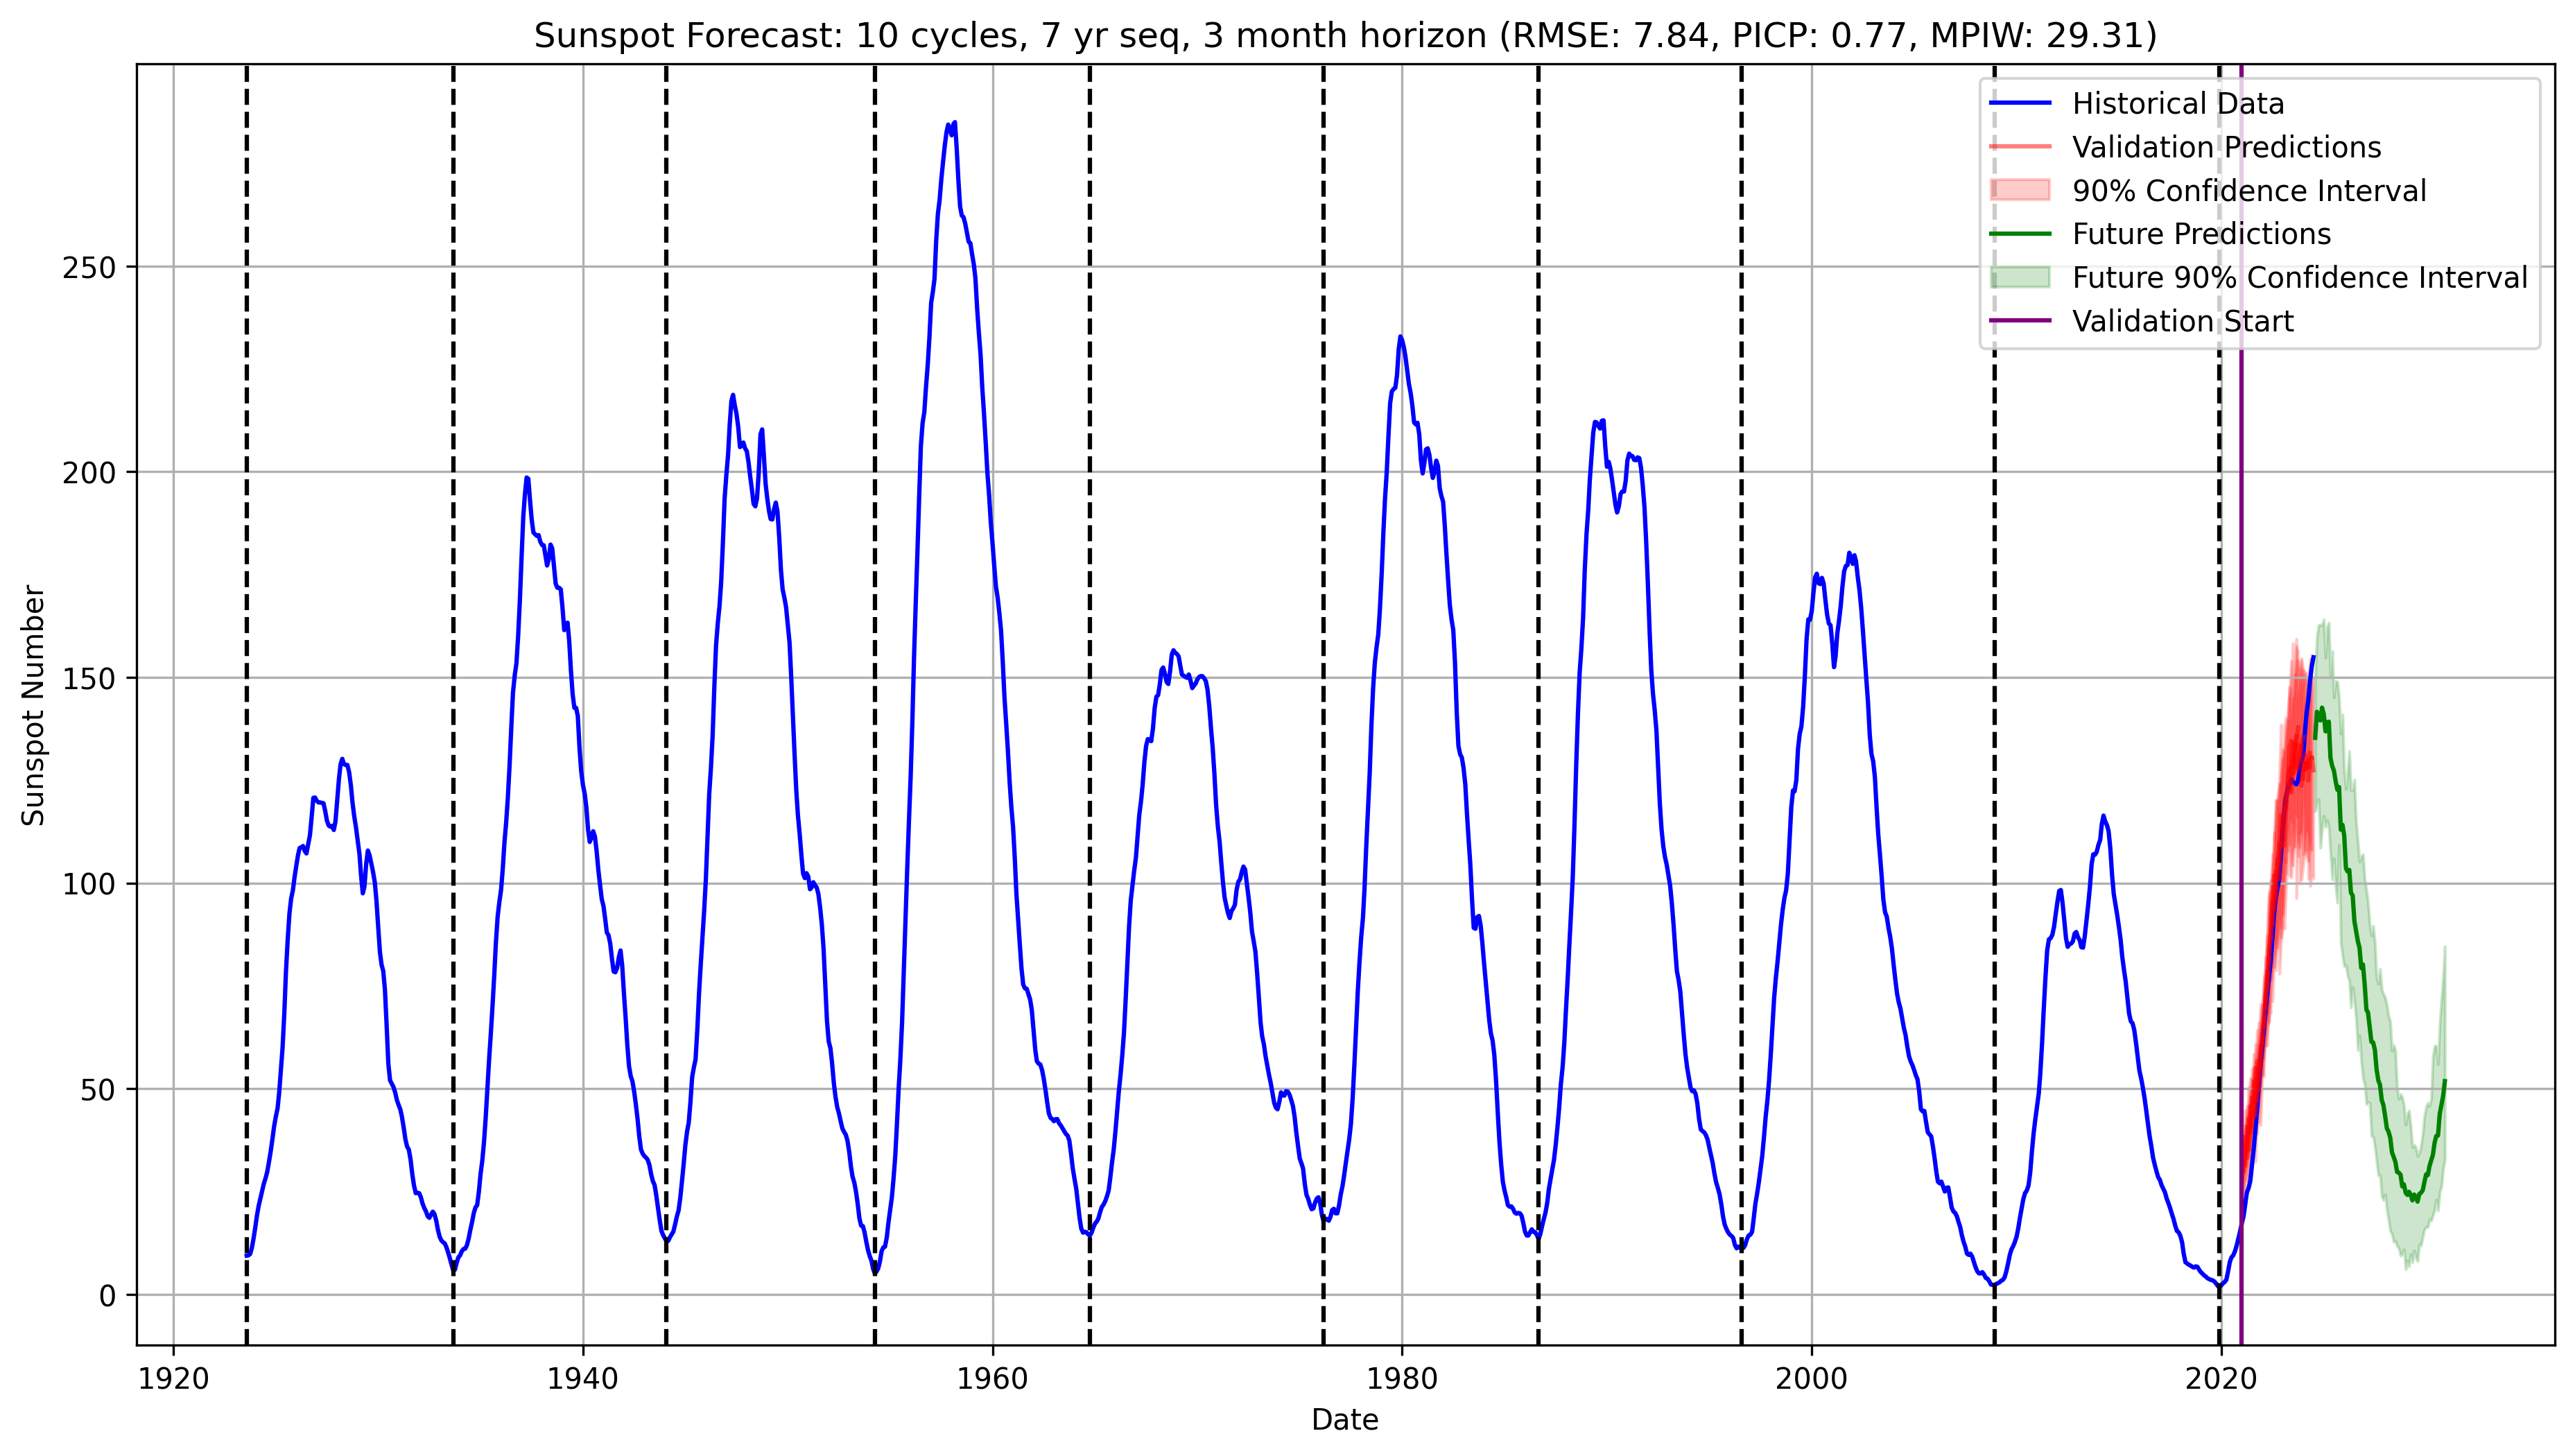 Sunspot Forecast: 10 cycles, 7 yr seq, 3 month horizon (RMSE: 7.84, PICP: 0.77, MPIW: 29.31)
Historical Data
Validation Predictions
90% Confidence Interval
Future Predictions
Future 90% Confidence Interval
Validation Start
Sunspot Number
250
200
150
100
50
0
1920 1940 1960 1980 2000 2020
Date